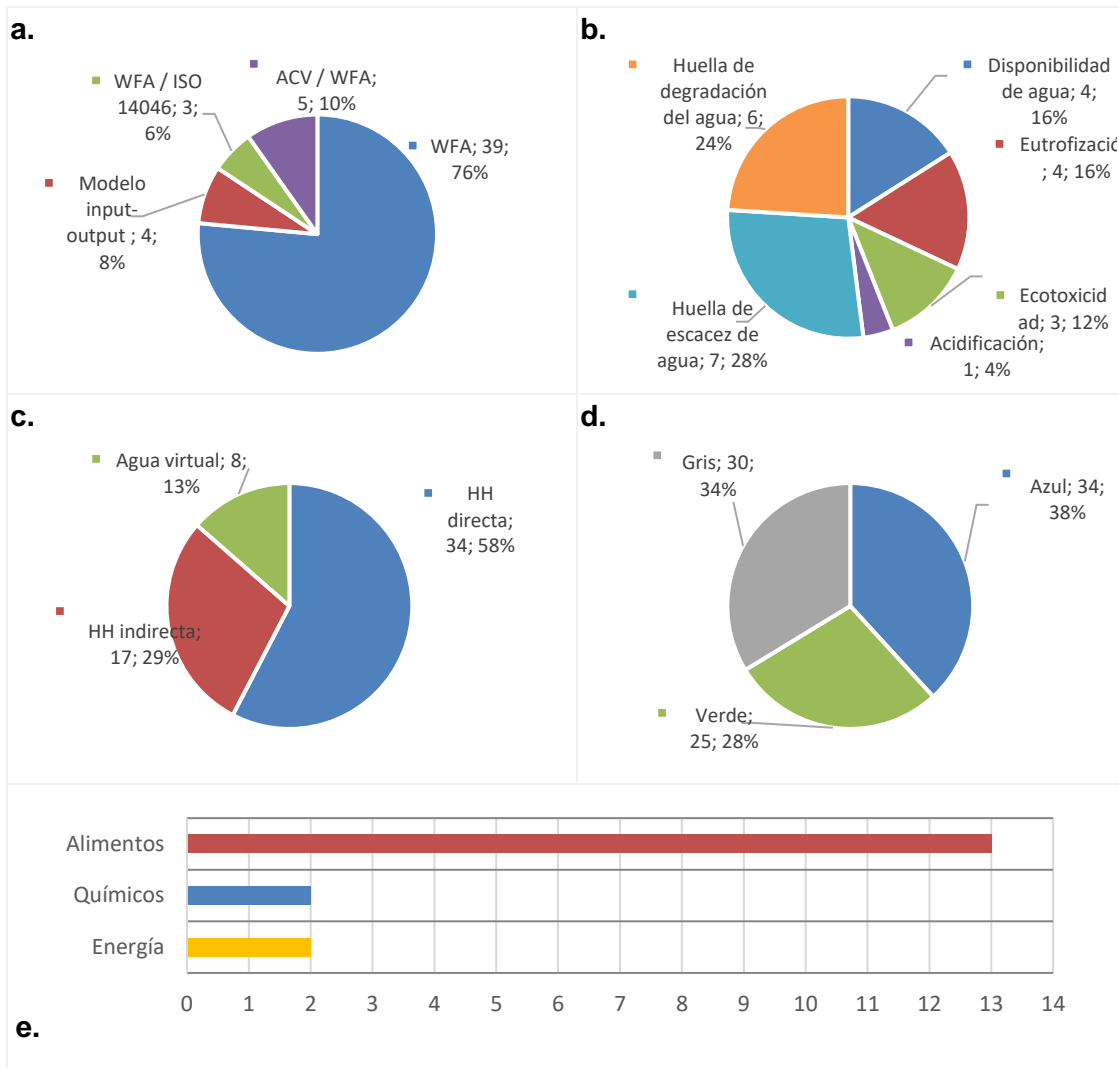 a.
WFA / ISO
14046; 3;
6%
ACV / WFA;
5; 10%
WFA; 39;
76%
Modelo
input-
output ; 4;
8%
b.
Huella de
degradación
del agua; 6;
24%
Disponibilidad
de agua; 4;
16%
Eutrofizació
; 4; 16%
Ecotoxicid
ad; 3; 12%
Acidificación;
1; 4%
Huella de
escacez de
agua; 7; 28%
c.
Agua virtual; 8;
13%
HH
directa;
34; 58%
HH indirecta;
17; 29%
d.
Gris; 30;
34%
Azul; 34;
38%
Verde;
25; 28%
Alimentos
Químicos
Energía
0 1 2 3 4 5 6 7 8 9 10 11 12 13 14
e.